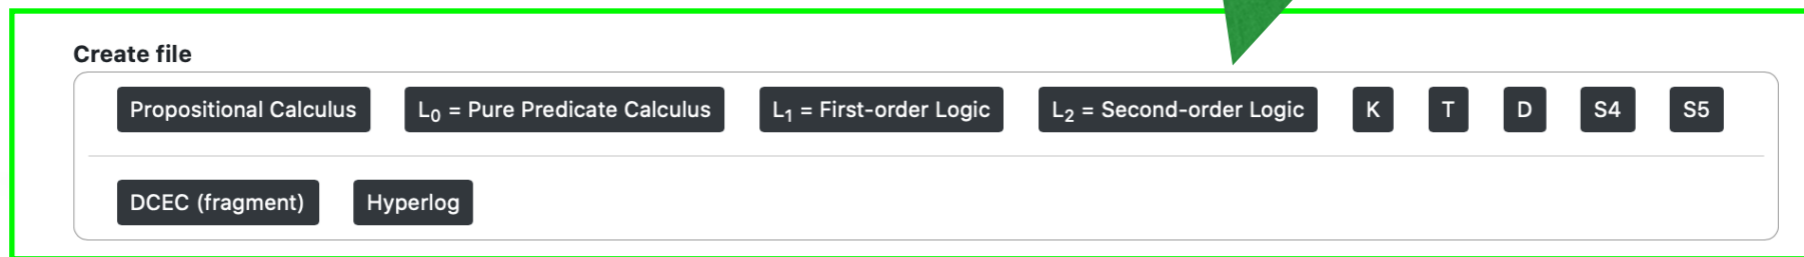 Create file
Propositional Calculus L₀ = Pure Predicate Calculus L₁ = First-order Logic L₂ = Second-order Logic K T D S4 S5
DCEC (fragment) Hyperlog